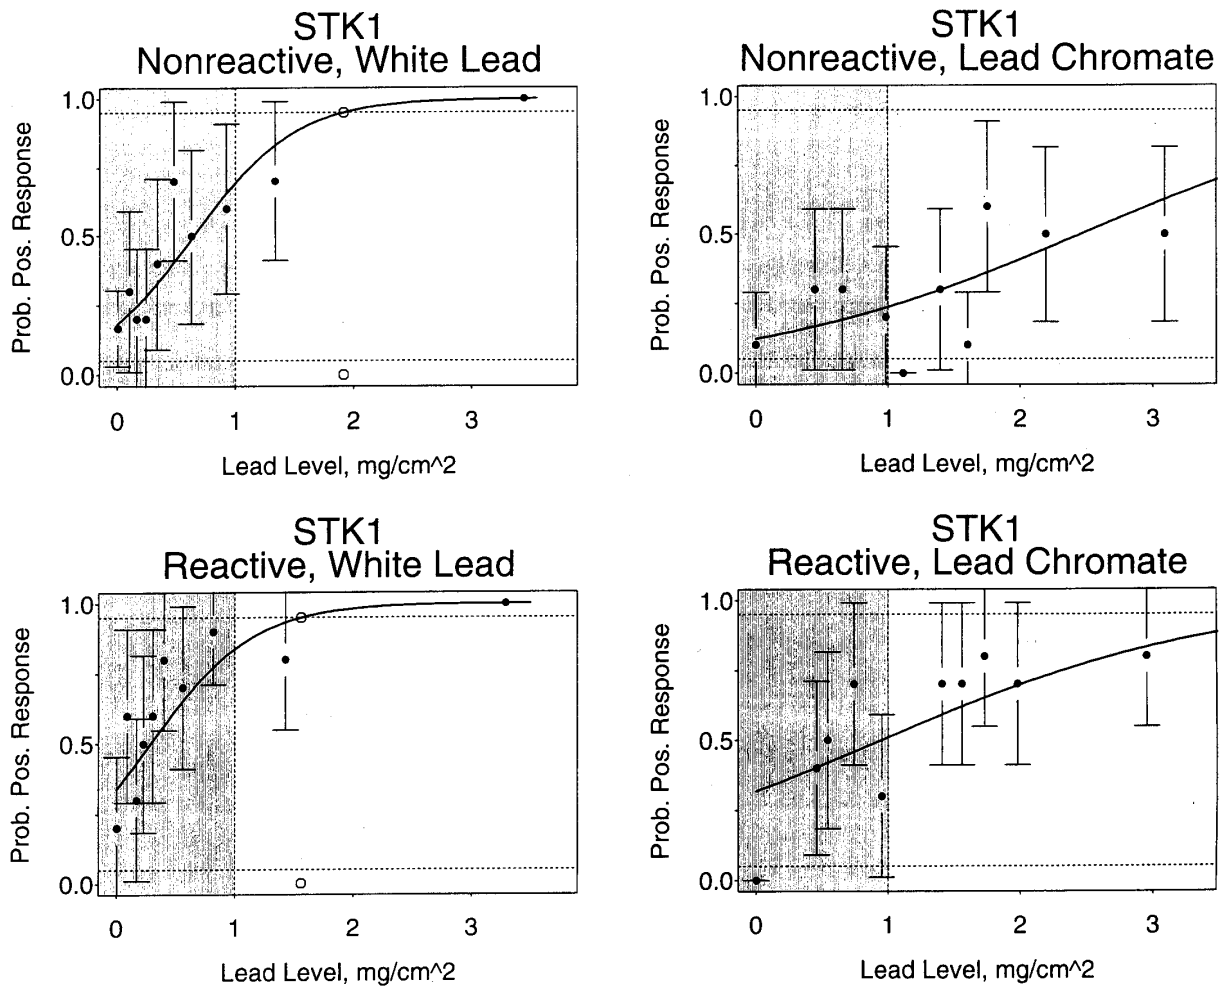 STK1
Nonreactive, White Lead
Prob. Pos. Response
1.0
0.5
0.0
0 1 2 3
Lead Level, mg/cm^2
STK1
Nonreactive, Lead Chromate
Prob. Pos. Response
1.0
0.5
0.0
0 1 2 3
Lead Level, mg/cm^2
STK1
Reactive, White Lead
Prob. Pos. Response
1.0
0.5
0.0
0 1 2 3
Lead Level, mg/cm^2
STK1
Reactive, Lead Chromate
Prob. Pos. Response
1.0
0.5
0.0
0 1 2 3
Lead Level, mg/cm^2